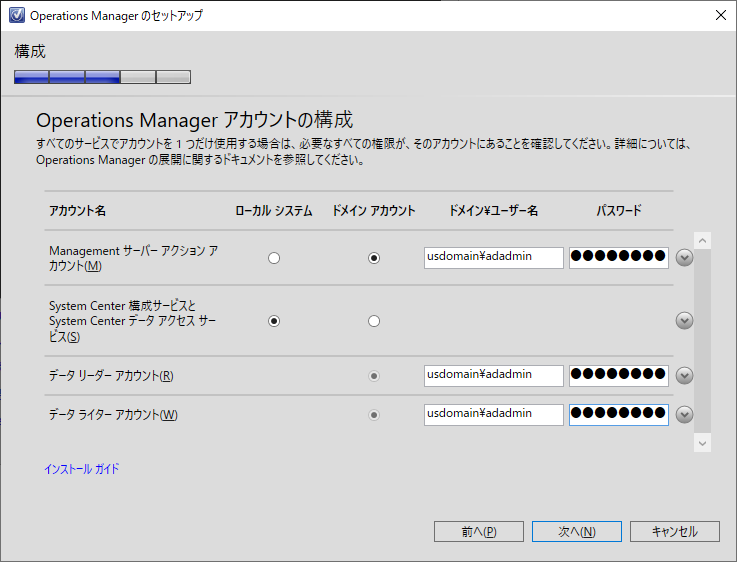 Operations Manager のセットアップ
構成
Operations Manager アカウントの構成
すべてのサービスでアカウントを 1 つだけ使用する場合は、必要なすべての権限が、そのアカウントにあることを確認してください。詳細については、
Operations Manager の展開に関するドキュメントを参照してください。
アカウント名 ローカル システム ドメイン アカウント ドメイン¥ユーザー名 パスワード
Management サーバー アクション ア
カウント(M)
usdomain¥adadmin ●●●●●●●●
System Center 構成サービスと
System Center データ アクセス サー
ビス(S)
データ リーダー アカウント(R) usdomain¥adadmin ●●●●●●●●
データ ライター アカウント(W) usdomain¥adadmin ●●●●●●●●
インストール ガイド
前へ(P) 次へ(N) キャンセル